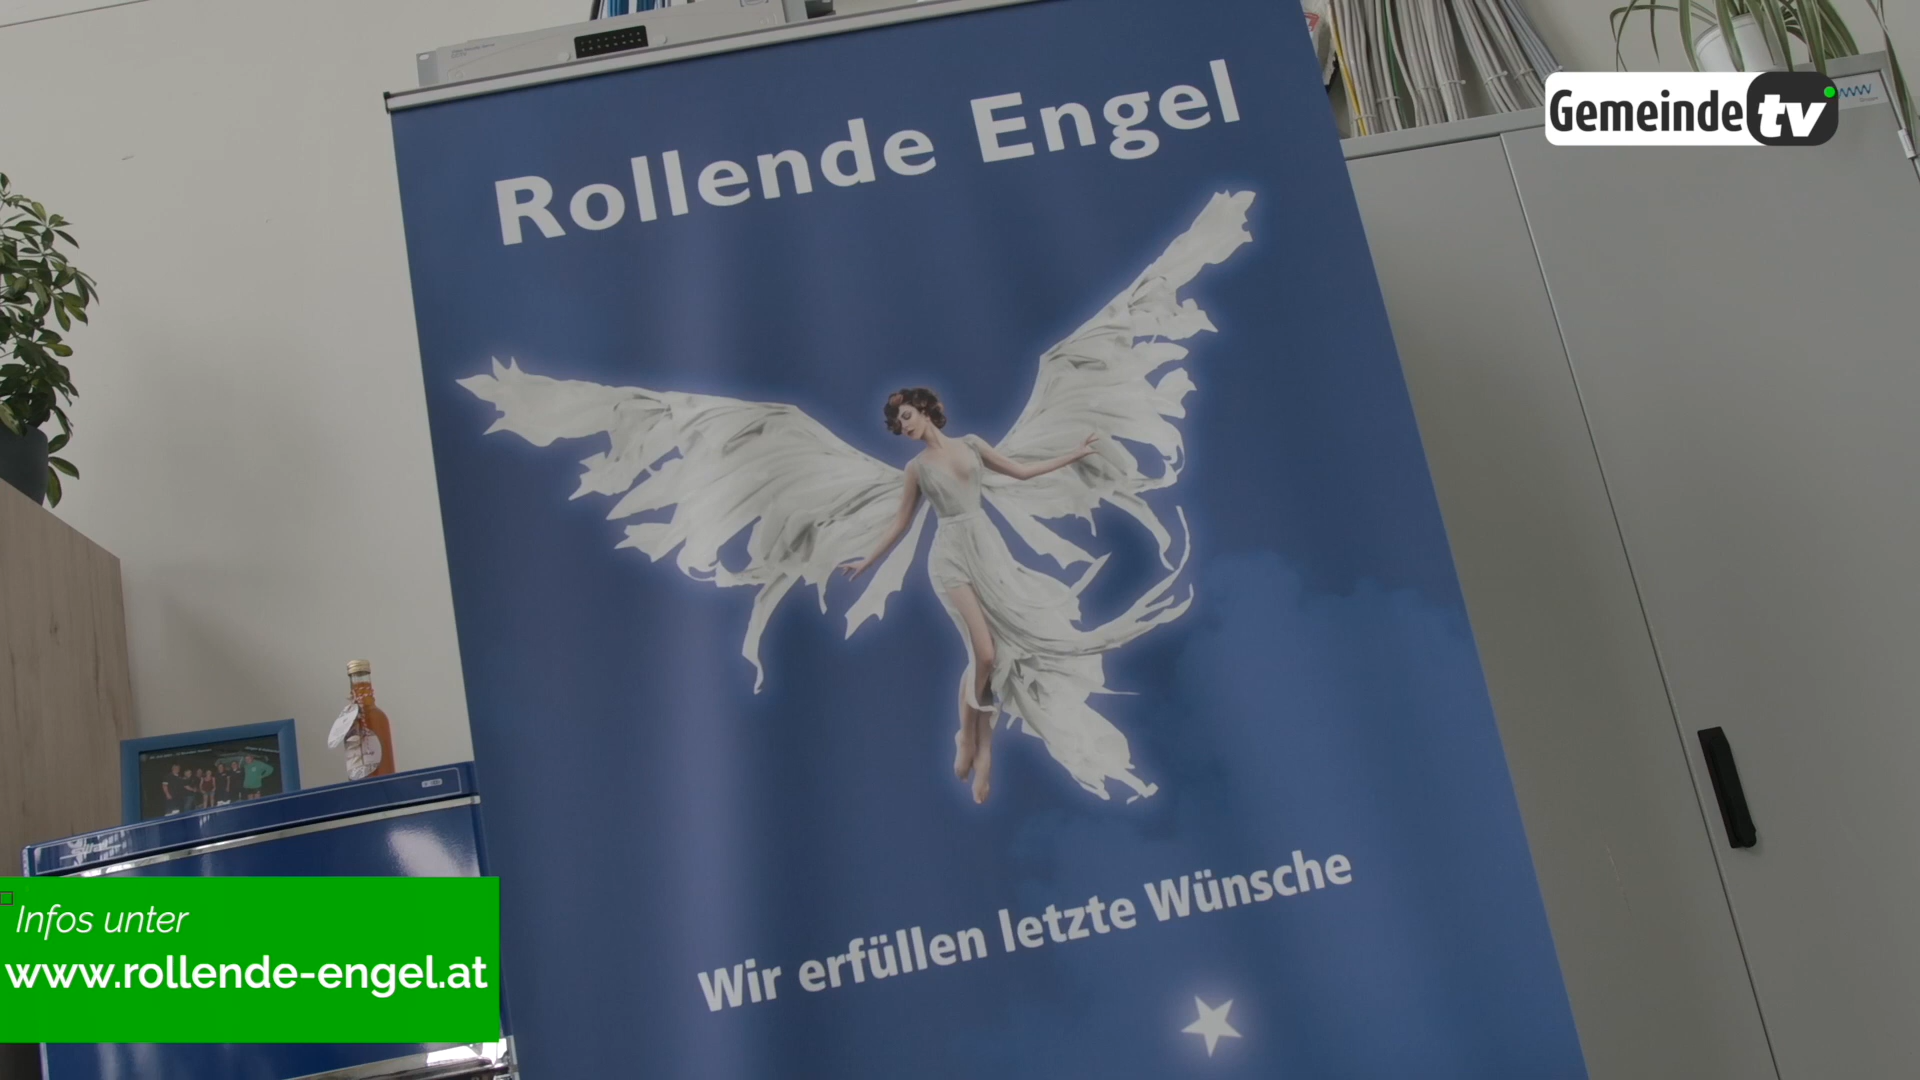 Rollende Engel
Gemeinde tv
Wir erfüllen letzte Wünsche
Infos unter
www.rollende-engel.at